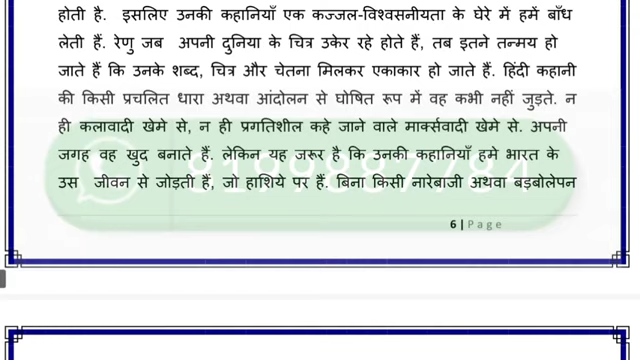 होती है.  इसलिए उनकी कहानियाँ एक कज्जल-विश्वसनीयता के घेरे में हमें बाँध
लेती हैं. रेणु जब  अपनी दुनिया के चित्र उकेर रहे होते हैं, तब इतने तन्मय हो
जाते हैं कि उनके शब्द, चित्र और चेतना मिलकर एकाकार हो जाते हैं. हिंदी कहानी
की किसी प्रचलित धारा अथवा आंदोलन से घोषित रूप में वह कभी नहीं जुड़ते. न
ही कलावादी खेमे से, न ही प्रगतिशील कहे जाने वाले मार्क्सवादी खेमे से. अपनी
जगह वह खुद बनाते हैं. लेकिन यह जरूर है कि उनकी कहानियाँ हमे भारत के
उस  जीवन से जोड़ती हैं, जो हाशिये पर हैं. बिना किसी नारेबाजी अथवा बड़बोलेपन
6 | Page